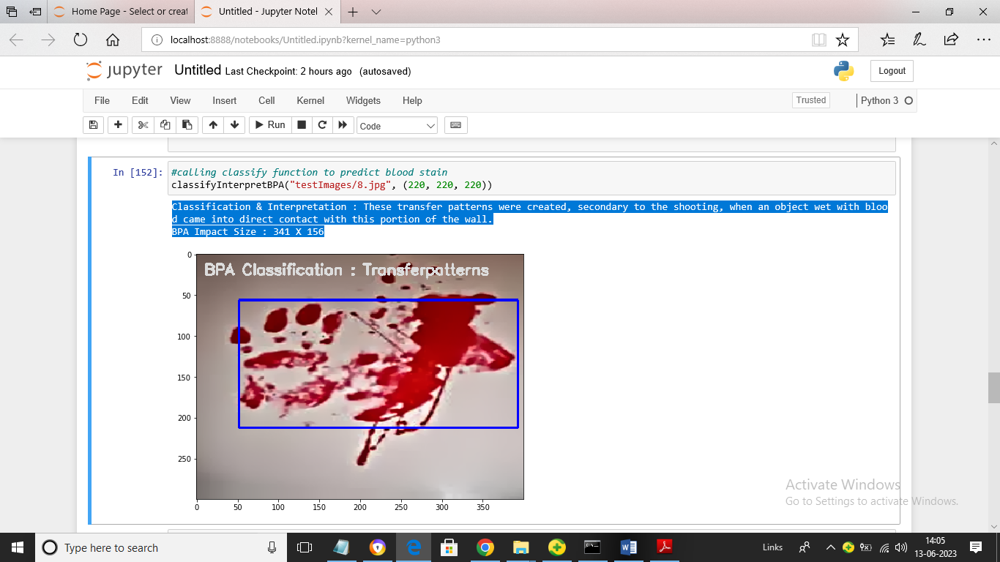 Home Page - Select or creat
Untitled - Jupyter Notel
localhost:8888/notebooks/Untitled.ipynb?kernel_name=python3
jupyter Untitled Last Checkpoint: 2 hours ago (autosaved)
Logout
File Edit View Insert Cell Kernel Widgets Help
Trusted
Python 3
Run
Code
In [152]:
#calling classify function to predict blood stain
classifyInterpretBPA("testImages/8.jpg", (220, 220, 220))
Classification & Interpretation : These transfer patterns were created, secondary to the shooting, when an object wet with bloo
d came into direct contact with this portion of the wall.
BPA Impact Size : 341 X 156
BPA Classification : Transferpatterns
0
50
100
150
200
250
0 50 100 150 200 250 300 350
Activate Windows
Go to Settings to activate Windows.
Type here to search
Links
14:05
13-06-2023